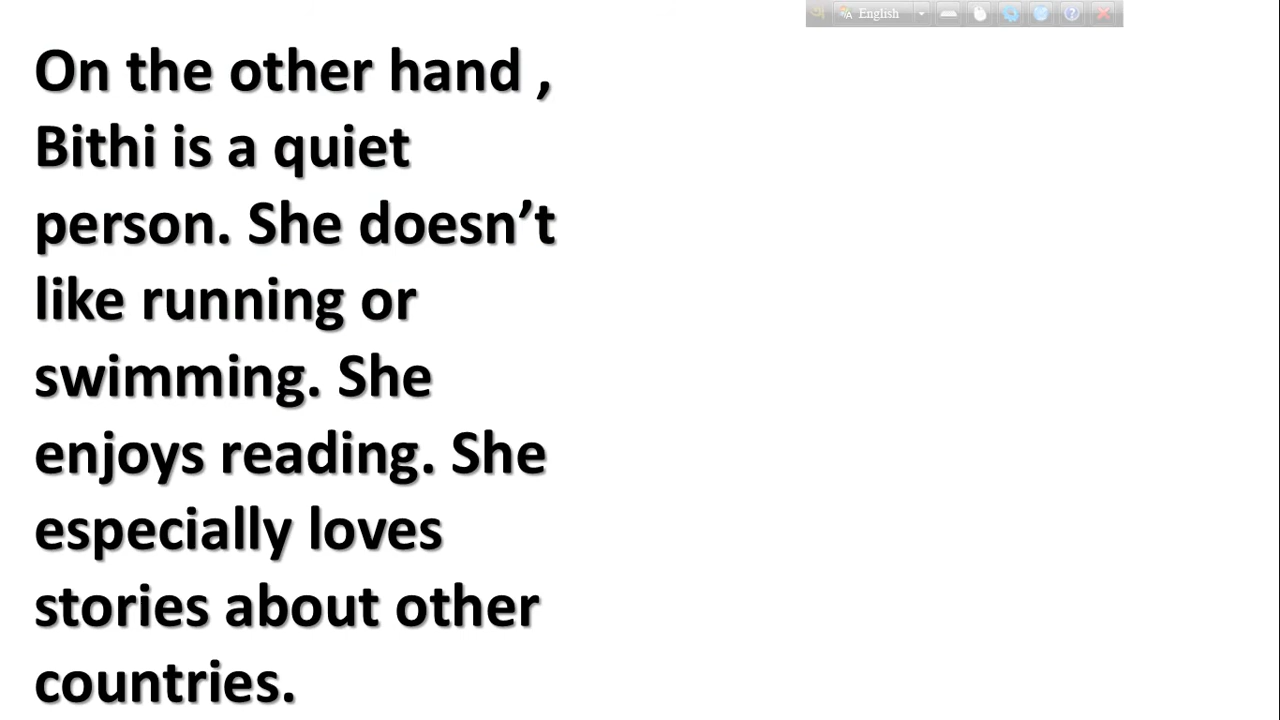 English
On the other hand ,
Bithi is a quiet
person. She doesn’t
like running or
swimming. She
enjoys reading. She
especially loves
stories about other
countries.